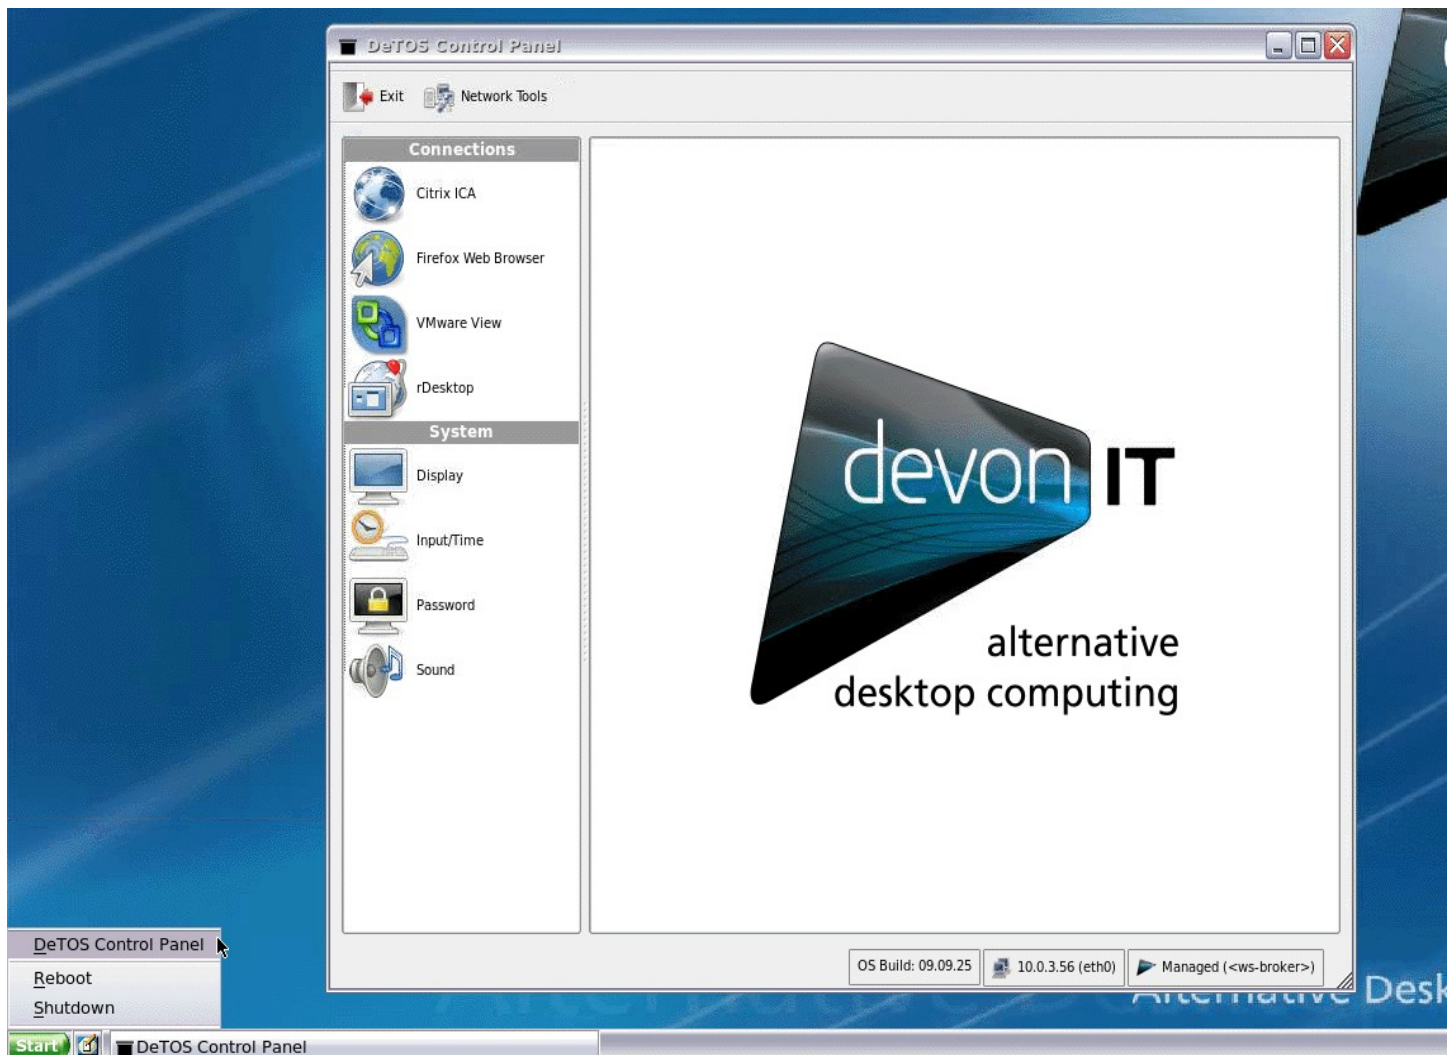 DeTOS Control Panel
Exit
Network Tools
Connections
Citrix ICA
Firefox Web Browser
VMware View
rDesktop
System
Display
Input/Time
Password
Sound
devon IT
alternative
desktop computing
OS Build: 09.09.25
10.0.3.56 (eth0)
Managed (<ws-broker>)
Alternative Desk
DeTOS Control Panel
Reboot
Shutdown
Start
DeTOS Control Panel